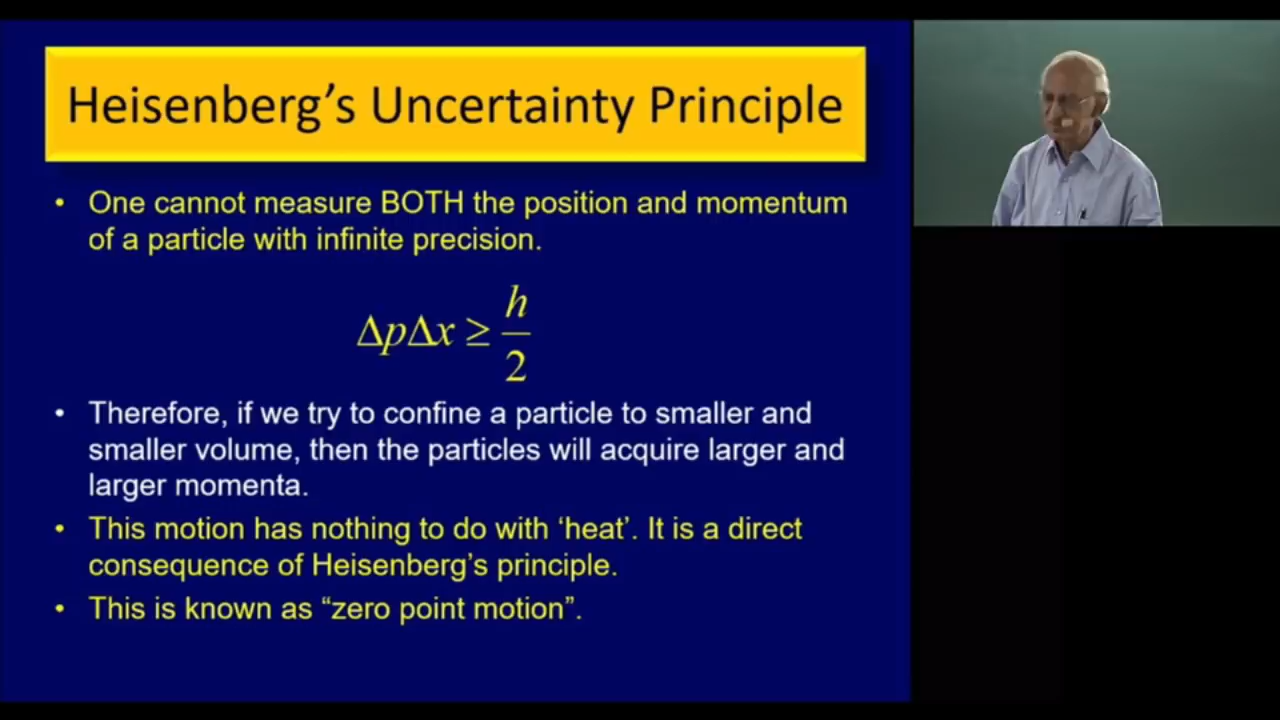 Heisenberg’s Uncertainty Principle
• One cannot measure BOTH the position and momentum
of a particle with infinite precision.
ΔpΔx ≥ h/2
• Therefore, if we try to confine a particle to smaller and
smaller volume, then the particles will acquire larger and
larger momenta.
• This motion has nothing to do with ‘heat’. It is a direct
consequence of Heisenberg’s principle.
• This is known as “zero point motion”.